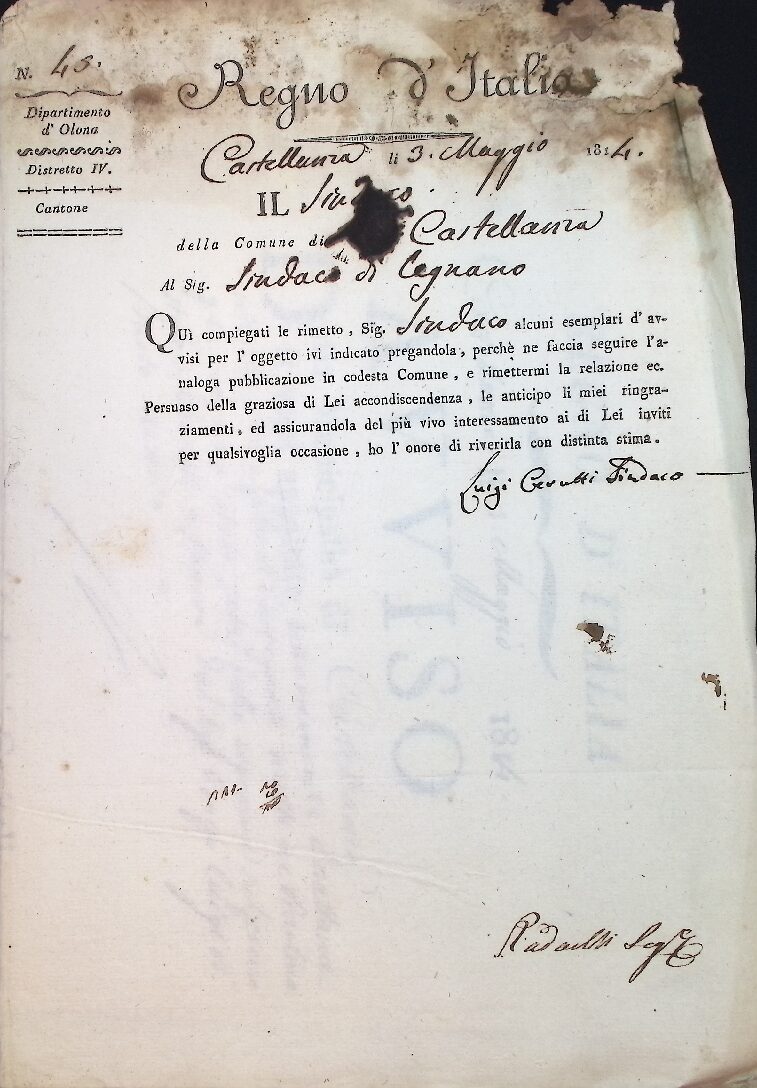 N. 45.
Regno d' Italia
Dipartimento
d' Olona
Distretto IV.
Cantone
Castellanza li 3. Maggio 1814.
IL Sindaco.
della Comune di Castellanza
Al Sig. Sindaco di Legnano
QUì compiegati le rimetto, Sig. Sindaco alcuni esemplari d' av-
visi per l' oggetto ivi indicato pregandola, perchè ne faccia seguire l'a-
naloga pubblicazione in codesta Comune, e rimettermi la relazione ec.
Persuaso della graziosa di Lei accondiscendenza, le anticipo li miei ringra-
ziamenti, ed assicurandola del più vivo interessamento ai di Lei inviti
per qualsivoglia occasione, ho l' onore di riverirla con distinta stima.
Luigi Cerutti Sindaco